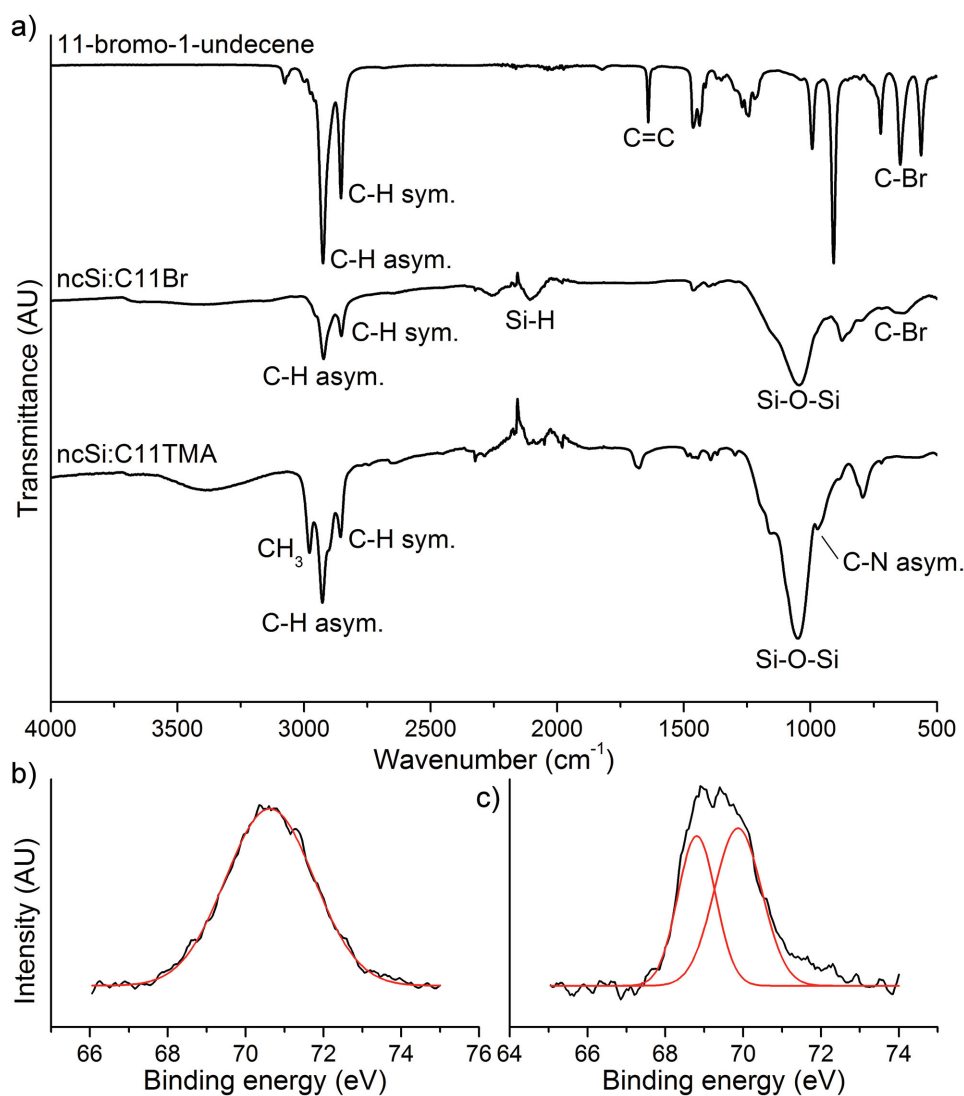 a)
11-bromo-1-undecene
C=C
C-H sym.
C-Br
C-H asym.
ncSi:C11Br
Si-H
C-H sym.
C-Br
C-H asym.
Si-O-Si
ncSi:C11TMA
CH3
C-H sym.
C-N asym.
C-H asym.
Si-O-Si
Transmittance (AU)
4000 3500 3000 2500 2000 1500 1000 500
Wavenumber (cm-1)
b)
Intensity (AU)
66 68 70 72 74 76
Binding energy (eV)
c)
64 66 68 70 72 74
Binding energy (eV)